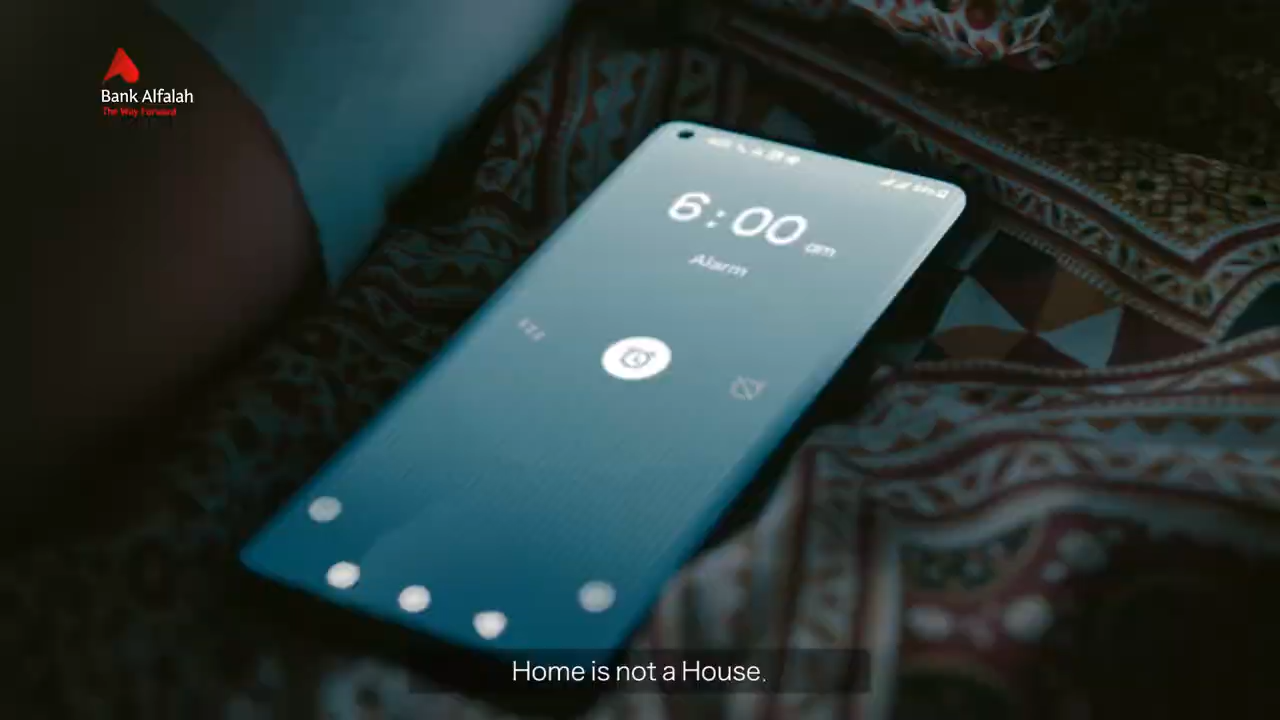 Bank Alfalah
The Way Forward
6:00 am
Alarm
Home is not a House.